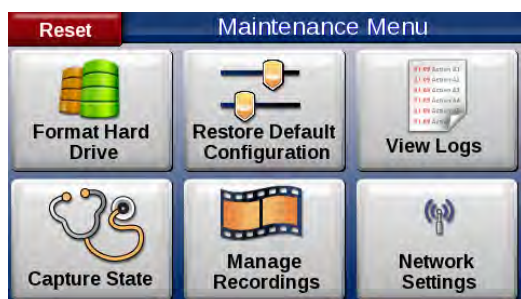 Reset
Maintenance Menu
Format Hard
Drive
Restore Default
Configuration
View Logs
Capture State
Manage
Recordings
Network
Settings